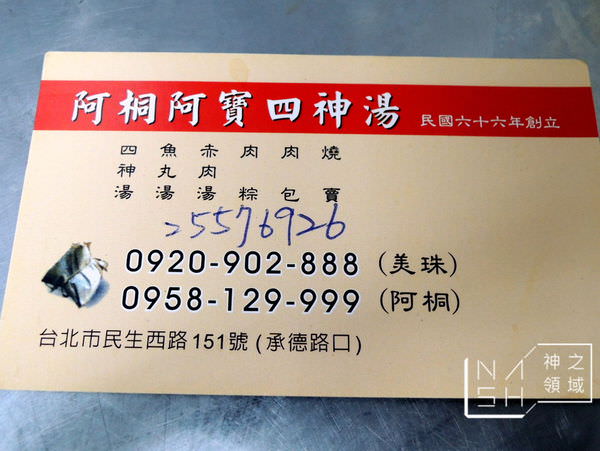 阿桐阿寶四神湯 民國六十六年創立
四神湯 魚丸湯 赤肉湯 肉粽 肉包 燒賣
25576926
0920-902-888 (美珠)
0958-129-999 (阿桐)
台北市民生西路151號(承德路口)
NASH 神之領域